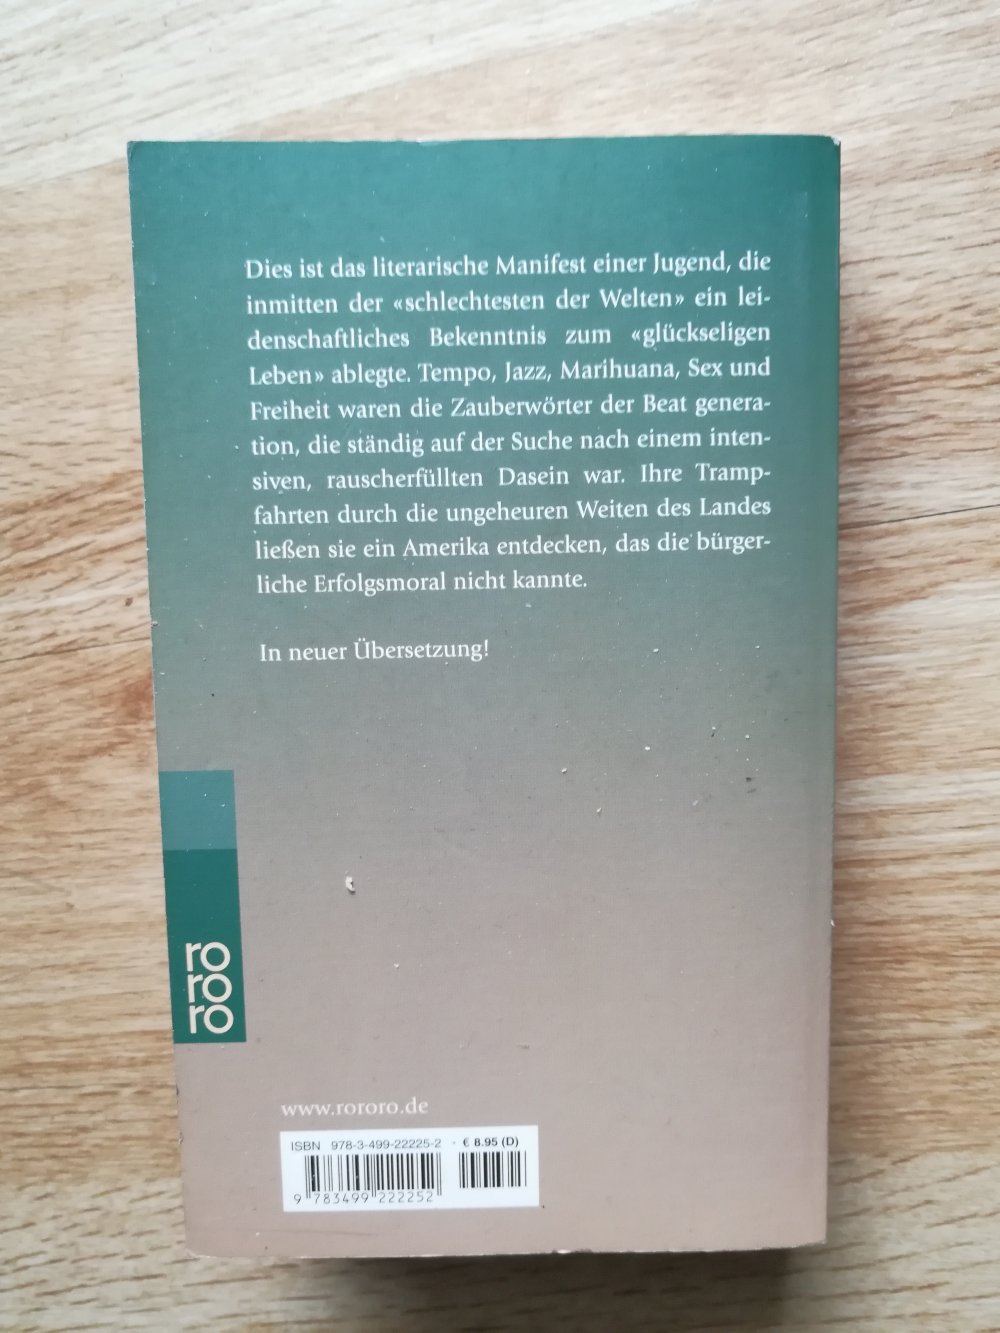 Dies ist das literarische Manifest einer Jugend, die
inmitten der «schlechtesten der Welten» ein lei-
denschaftliches Bekenntnis zum «glückseligen
Leben» ablegte. Tempo, Jazz, Marihuana, Sex und
Freiheit waren die Zauberwörter der Beat genera-
tion, die ständig auf der Suche nach einem inten-
siven, rauscherfüllten Dasein war. Ihre Tramp-
fahrten durch die ungeheuren Weiten des Landes
ließen sie ein Amerika entdecken, das die bürger-
liche Erfolgsmoral nicht kannte.
In neuer Übersetzung!
ro
ro
ro
www.rororo.de
ISBN 978-3-499-22225-2 · € 8.95 (D)
9 783499 222252